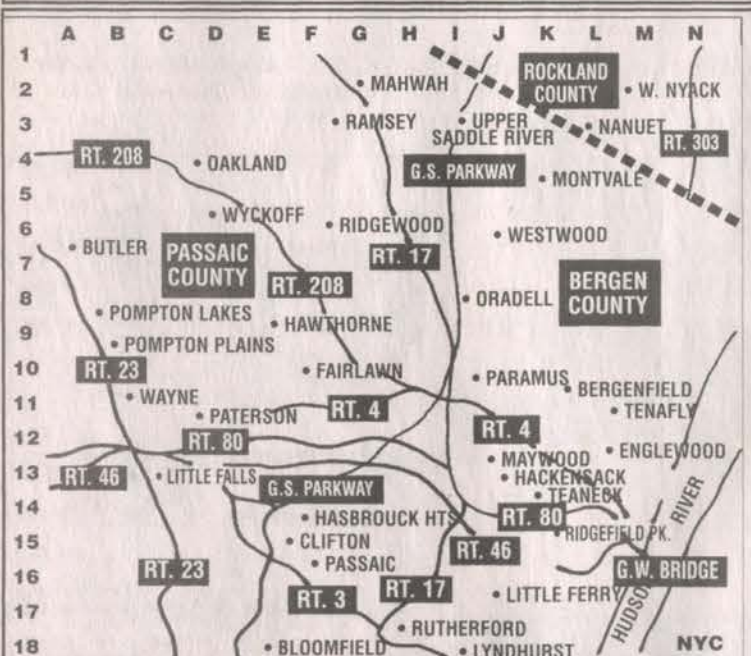 A B C D E F G H I J K L M N
1
2
3
4
5
6
7
8
9
10
11
12
13
14
15
16
17
18
MAHWAH
ROCKLAND
COUNTY
W. NYACK
RAMSEY
UPPER
SADDLE RIVER
NANUET
RT. 303
RT. 208
OAKLAND
G.S. PARKWAY
MONTVALE
WYCKOFF
RIDGEWOOD
WESTWOOD
BUTLER
PASSAIC
COUNTY
RT. 17
BERGEN
COUNTY
RT. 208
ORADELL
POMPTON LAKES
HAWTHORNE
POMPTON PLAINS
RT. 23
FAIRLAWN
PARAMUS
BERGENFIELD
WAYNE
PATERSON
RT. 4
TENAFLY
RT. 4
RT. 80
ENGLEWOOD
MAYWOOD
RT. 46
LITTLE FALLS
HACKENSACK
G.S. PARKWAY
TEANECK
HASBROUCK HTS
RT. 80
RIDGEFIELD PK.
CLIFTON
RT. 46
PASSAIC
RT. 23
G.W. BRIDGE
RT. 17
RT. 3
LITTLE FERRY
HUDSON RIVER
RUTHERFORD
BLOOMFIELD
LYNDHURST
NYC